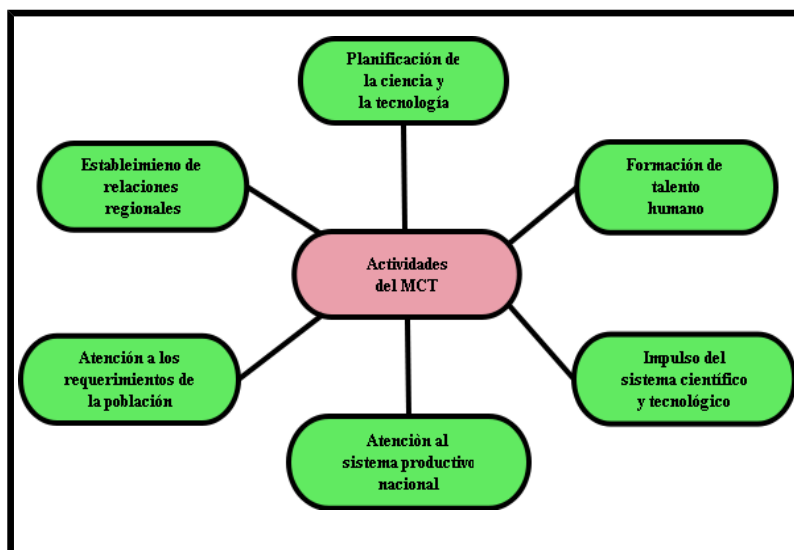 Planificación de
la ciencia y
la tecnología
Estableimieno de
relaciones
regionales
Formación de
talento
humano
Actividades
del MCT
Atención a los
requerimientos de
la población
Impulso del
sistema científico
y tecnológico
Atención al
sistema productivo
nacional